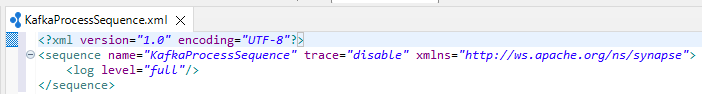 KafkaProcessSequence.xml
<?xml version="1.0" encoding="UTF-8"?>
<sequence name="KafkaProcessSequence" trace="disable" xmlns="http://ws.apache.org/ns/synapse">
    <log level="full"/>
</sequence>